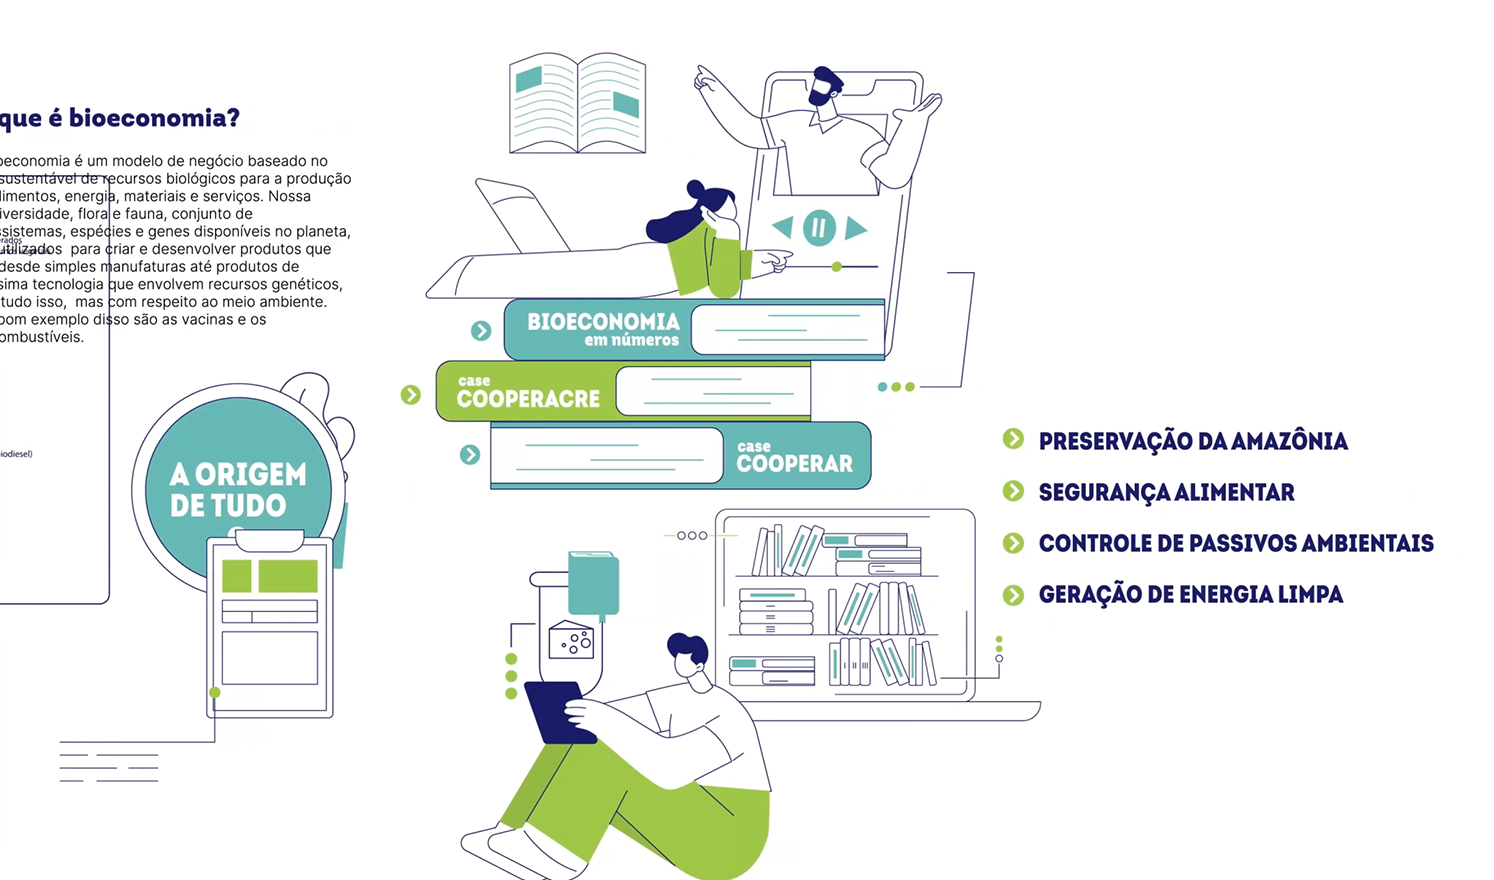 que é bioeconomia?
oeconomia é um modelo de negócio baseado no
sustentável de recursos biológicos para a produção
limentos, energia, materiais e serviços. Nossa
iversidade, flora e fauna, conjunto de
ssistemas, espécies e genes disponíveis no planeta,
utilizados para criar e desenvolver produtos que
desde simples manufaturas até produtos de
sima tecnologia que envolvem recursos genéticos,
tudo isso, mas com respeito ao meio ambiente.
bom exemplo disso são as vacinas e os
ombustíveis.
erados
iodiesel)
A ORIGEM
DE TUDO
BIOECONOMIA
em números
case
COOPERACRE
case
COOPERAR
PRESERVAÇÃO DA AMAZÔNIA
SEGURANÇA ALIMENTAR
CONTROLE DE PASSIVOS AMBIENTAIS
GERAÇÃO DE ENERGIA LIMPA